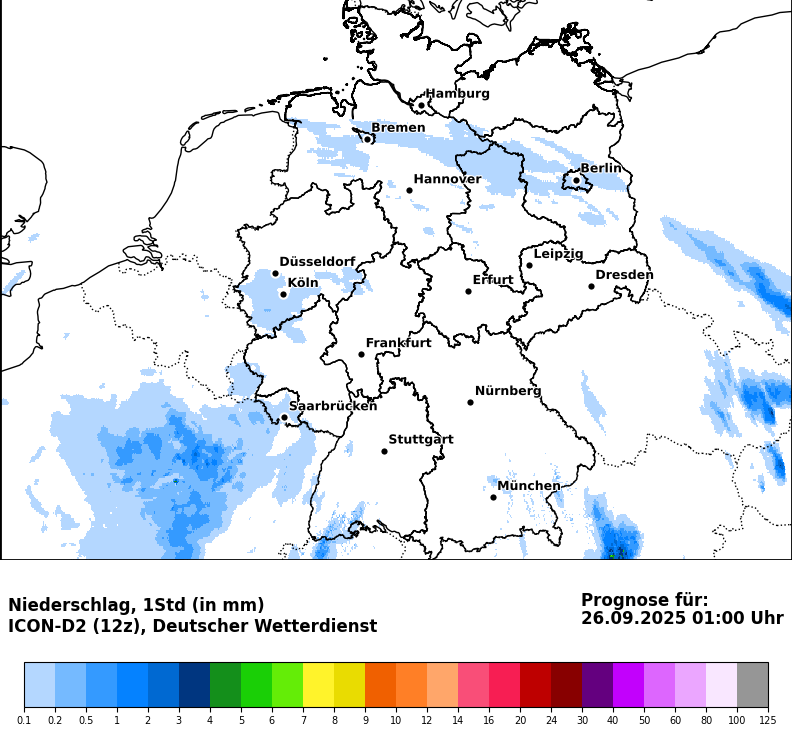 Hamburg
Bremen
Berlin
Hannover
Leipzig
Düsseldorf
Dresden
Köln
Erfurt
Frankfurt
Nürnberg
Saarbrücken
Stuttgart
München
Niederschlag, 1Std (in mm)
ICON-D2 (12z), Deutscher Wetterdienst
Prognose für:
26.09.2025 01:00 Uhr
0.1 0.2 0.5 1 2 3 4 5 6 7 8 9 10 12 14 16 20 24 30 40 50 60 80 100 125